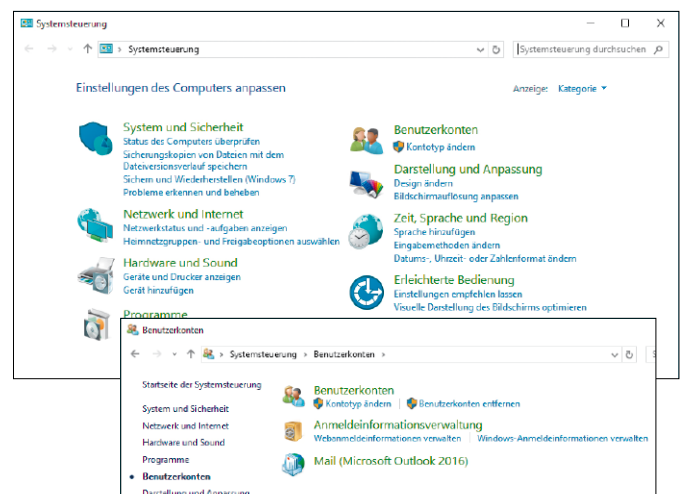 Systemsteuerung
Systemsteuerung
Systemsteuerung durchsuchen
Einstellungen des Computers anpassen
Anzeige: Kategorie
System und Sicherheit
Status des Computers überprüfen
Sicherungskopien von Dateien mit dem
Dateiversionsverlauf speichern
Sichern und Wiederherstellen (Windows 7)
Probleme erkennen und beheben
Netzwerk und Internet
Netzwerkstatus und -aufgaben anzeigen
Heimnetzgruppen- und Freigabeoptionen auswählen
Hardware und Sound
Geräte und Drucker anzeigen
Gerät hinzufügen
Programme
Benutzerkonten
Kontotyp ändern
Darstellung und Anpassung
Design ändern
Bildschirmauflösung anpassen
Zeit, Sprache und Region
Sprache hinzufügen
Eingabemethoden ändern
Datums-, Uhrzeit- oder Zahlenformat ändern
Erleichterte Bedienung
Einstellungen empfehlen lassen
Visuelle Darstellung des Bildschirms optimieren
Benutzerkonten
Systemsteuerung > Benutzerkonten >
Startseite der Systemsteuerung
System und Sicherheit
Netzwerk und Internet
Hardware und Sound
Programme
Benutzerkonten
Darstellung und Anpassung
Benutzerkonten
Kontotyp ändern | Benutzerkonten entfernen
Anmeldeinformationsverwaltung
Webanmeldeinformationen verwalten | Windows-Anmeldeinformationen verwalten
Mail (Microsoft Outlook 2016)